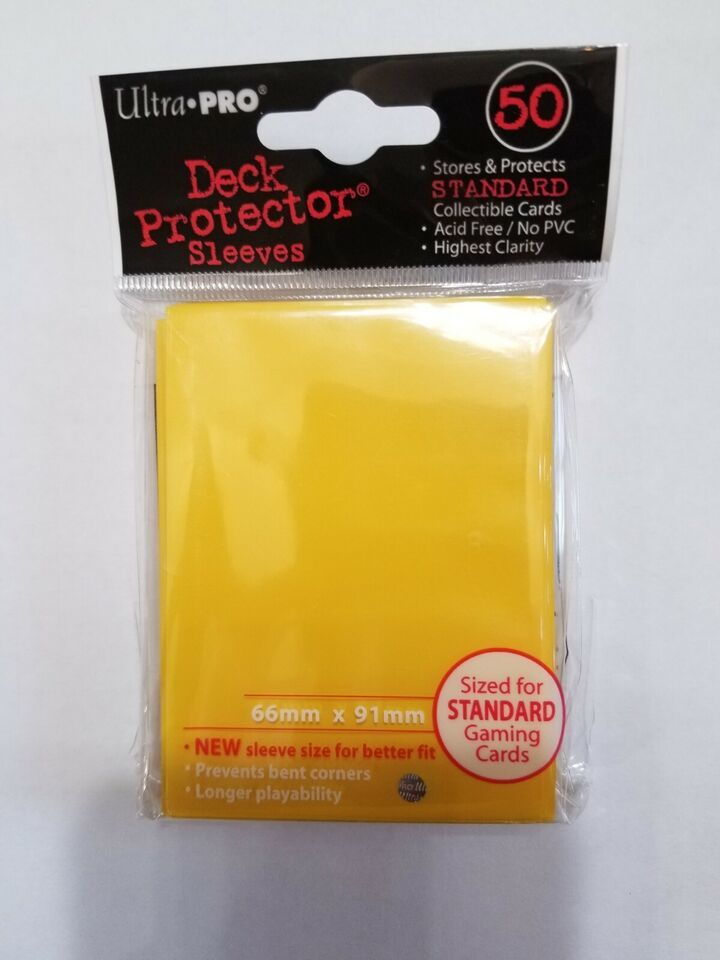 Ultra•PRO®
50
Deck
Protector®
Sleeves
• Stores & Protects
STANDARD
Collectible Cards
• Acid Free / No PVC
• Highest Clarity
66mm x 91mm
• NEW sleeve size for better fit
• Prevents bent corners
• Longer playability
Sized for
STANDARD
Gaming
Cards